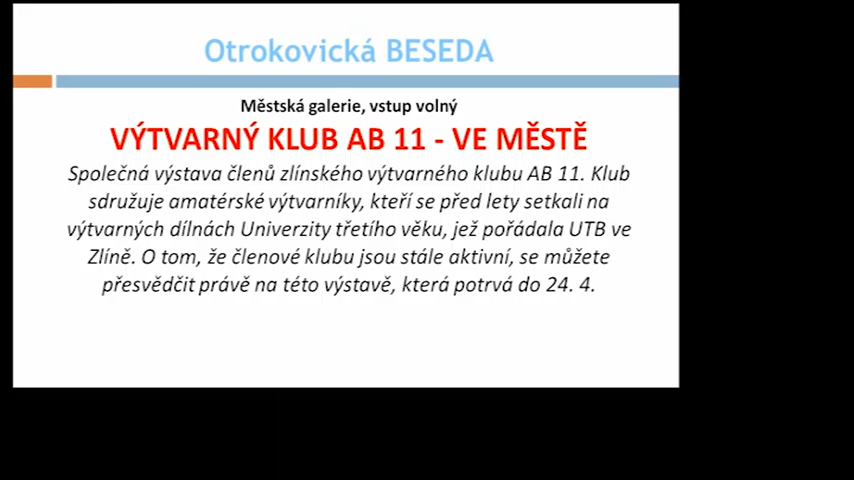 Otrokovická BESEDA
Městská galerie, vstup volný
VÝTVARNÝ KLUB AB 11 - VE MĚSTĚ
Společná výstava členů zlínského výtvarného klubu AB 11. Klub
sdružuje amatérské výtvarníky, kteří se před lety setkali na
výtvarných dílnách Univerzity třetího věku, jež pořádala UTB ve
Zlíně. O tom, že členové klubu jsou stále aktivní, se můžete
přesvědčit právě na této výstavě, která potrvá do 24. 4.